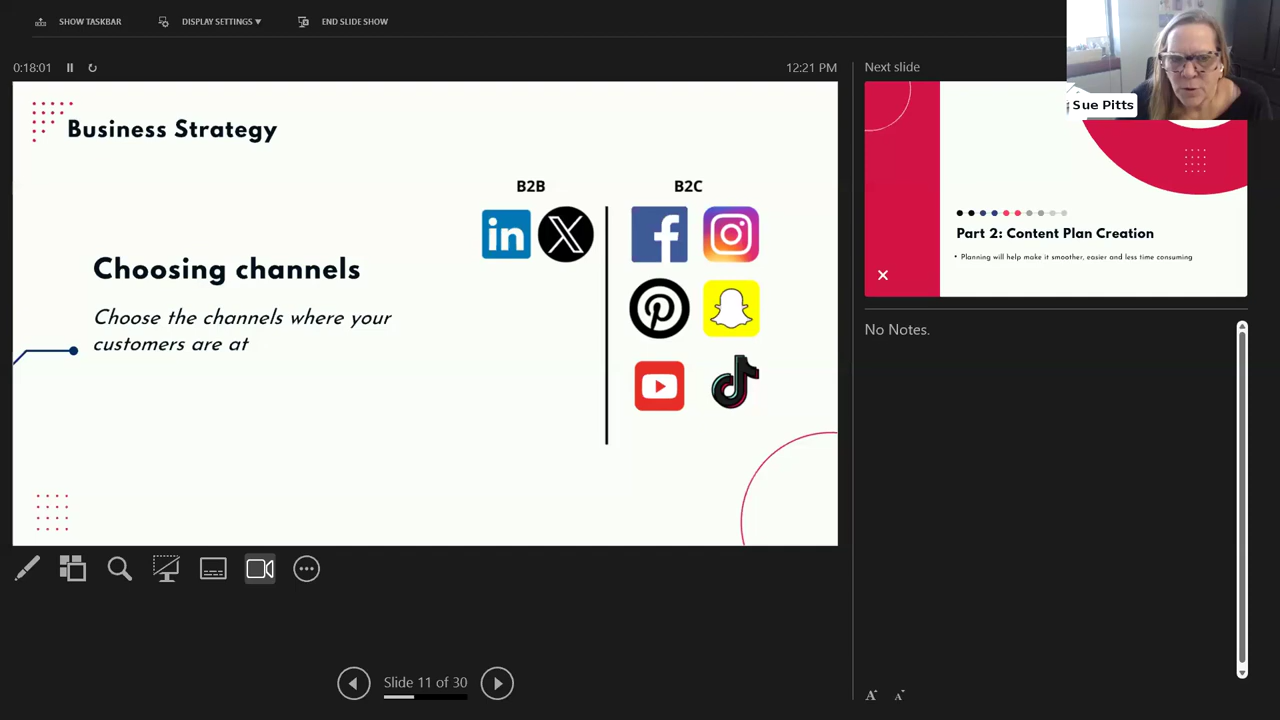 SHOW TASKBAR
DISPLAY SETTINGS ▼
END SLIDE SHOW
0:18:01
12:21 PM
Next slide
Sue Pitts
Business Strategy
B2B
B2C
in
X
f
Choosing channels
Choose the channels where your
customers are at
Part 2: Content Plan Creation
• Planning will help make it smoother, easier and less time consuming
No Notes.
Slide 11 of 30
A
A